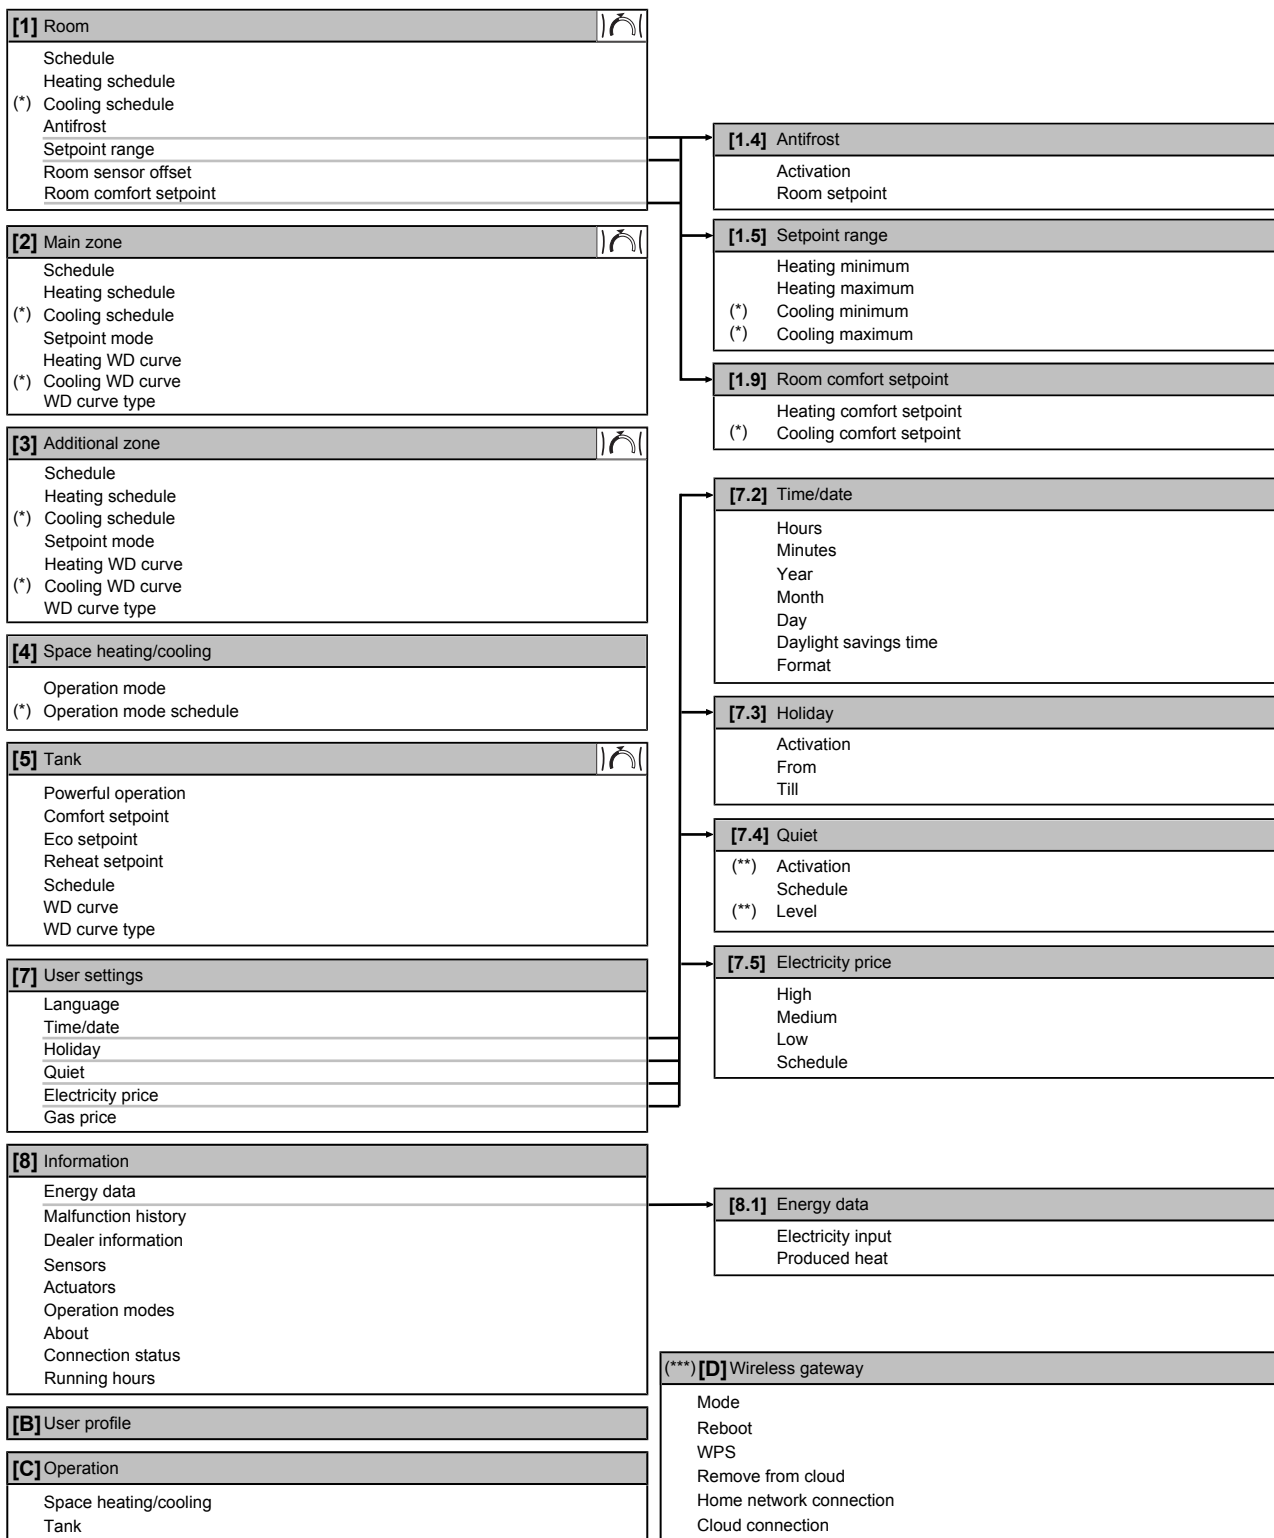 [1] Room
Schedule
Heating schedule
(*) Cooling schedule
Antifrost
Setpoint range
Room sensor offset
Room comfort setpoint
[2] Main zone
Schedule
Heating schedule
(*) Cooling schedule
Setpoint mode
Heating WD curve
(*) Cooling WD curve
WD curve type
[3] Additional zone
Schedule
Heating schedule
(*) Cooling schedule
Setpoint mode
Heating WD curve
(*) Cooling WD curve
WD curve type
[4] Space heating/cooling
Operation mode
(*) Operation mode schedule
[5] Tank
Powerful operation
Comfort setpoint
Eco setpoint
Reheat setpoint
Schedule
WD curve
WD curve type
[7] User settings
Language
Time/date
Holiday
Quiet
Electricity price
Gas price
[8] Information
Energy data
Malfunction history
Dealer information
Sensors
Actuators
Operation modes
About
Connection status
Running hours
[B] User profile
[C] Operation
Space heating/cooling
Tank
[1.4] Antifrost
Activation
Room setpoint
[1.5] Setpoint range
Heating minimum
Heating maximum
(*) Cooling minimum
(*) Cooling maximum
[1.9] Room comfort setpoint
Heating comfort setpoint
(*) Cooling comfort setpoint
[7.2] Time/date
Hours
Minutes
Year
Month
Day
Daylight savings time
Format
[7.3] Holiday
Activation
From
Till
[7.4] Quiet
(**) Activation
Schedule
(**) Level
[7.5] Electricity price
High
Medium
Low
Schedule
[8.1] Energy data
Electricity input
Produced heat
(***) [D] Wireless gateway
Mode
Reboot
WPS
Remove from cloud
Home network connection
Cloud connection